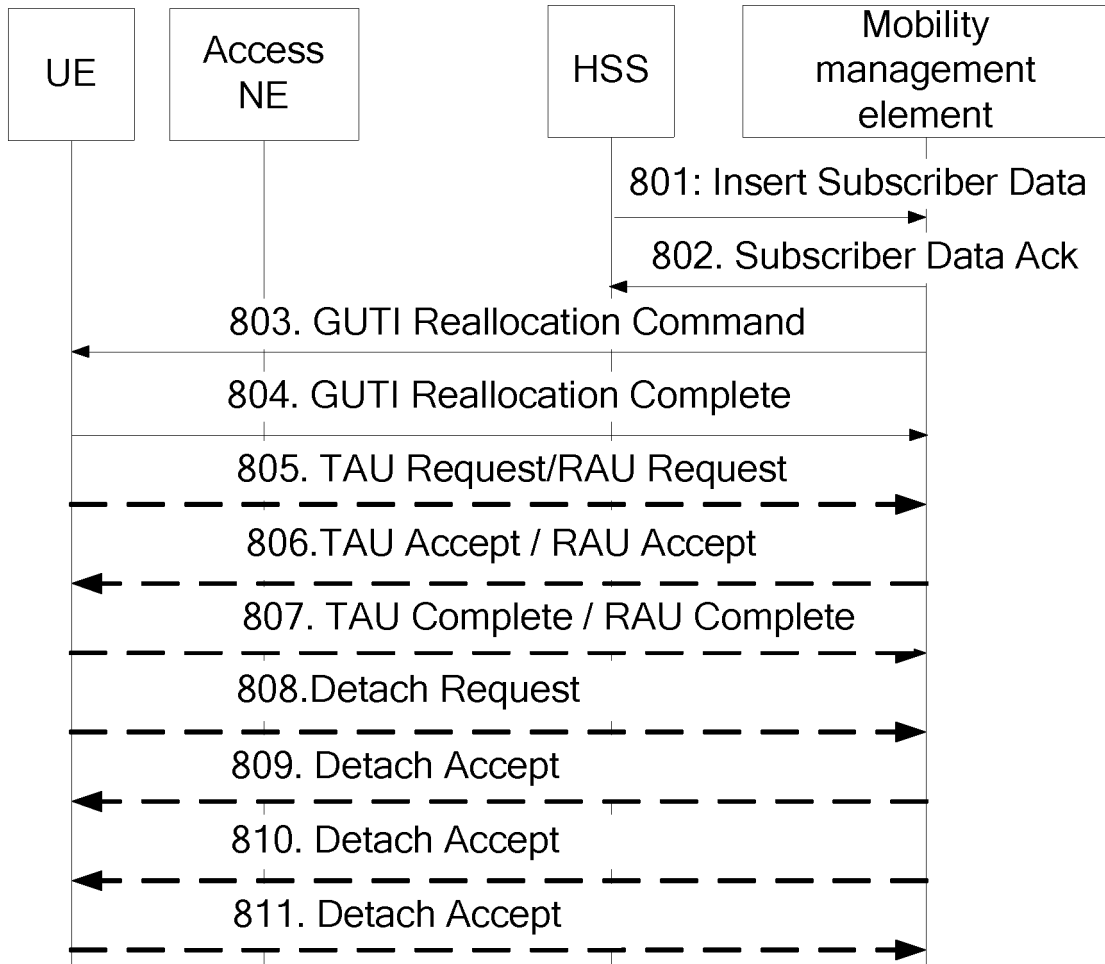 UE
Access
NE
HSS
Mobility
management
element
801: Insert Subscriber Data
802. Subscriber Data Ack
803. GUTI Reallocation Command
804. GUTI Reallocation Complete
805. TAU Request/RAU Request
806.TAU Accept / RAU Accept
807. TAU Complete / RAU Complete
808.Detach Request
809. Detach Accept
810. Detach Accept
811. Detach Accept